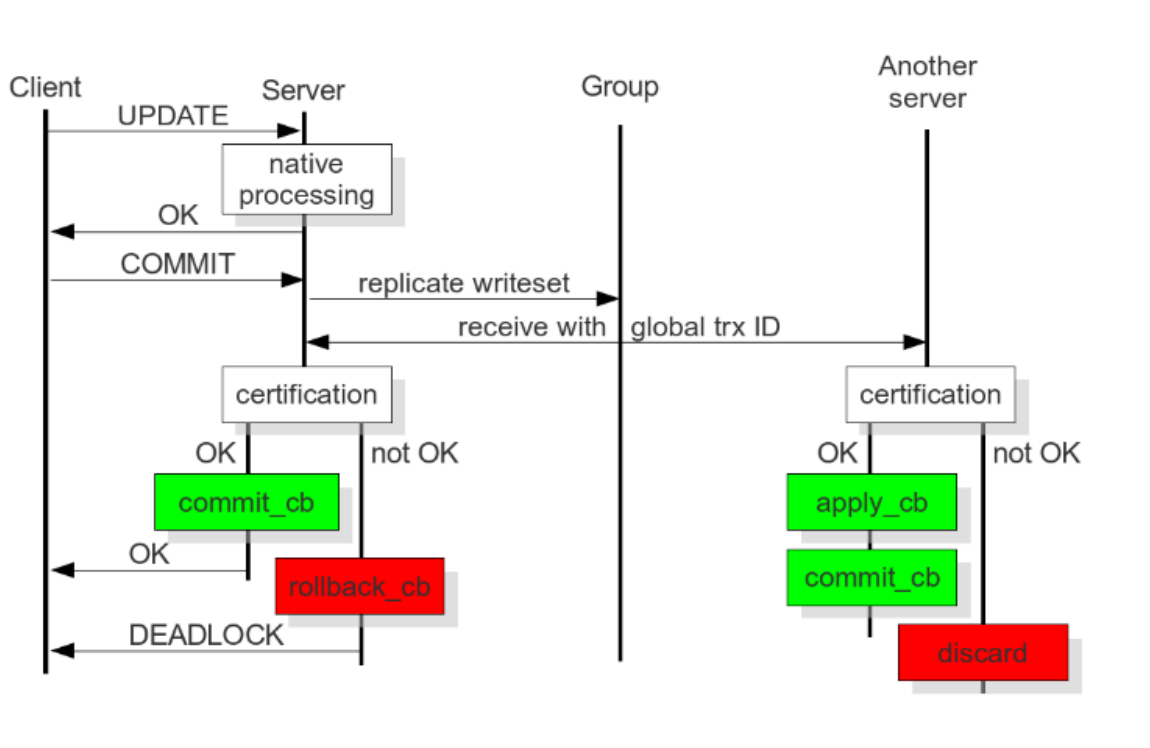 Client
Server
Group
Another
server
UPDATE
native
processing
OK
COMMIT
replicate writeset
receive with global trx ID
certification
certification
OK
not OK
OK
not OK
commit_cb
apply_cb
OK
rollback_cb
commit_cb
DEADLOCK
discard